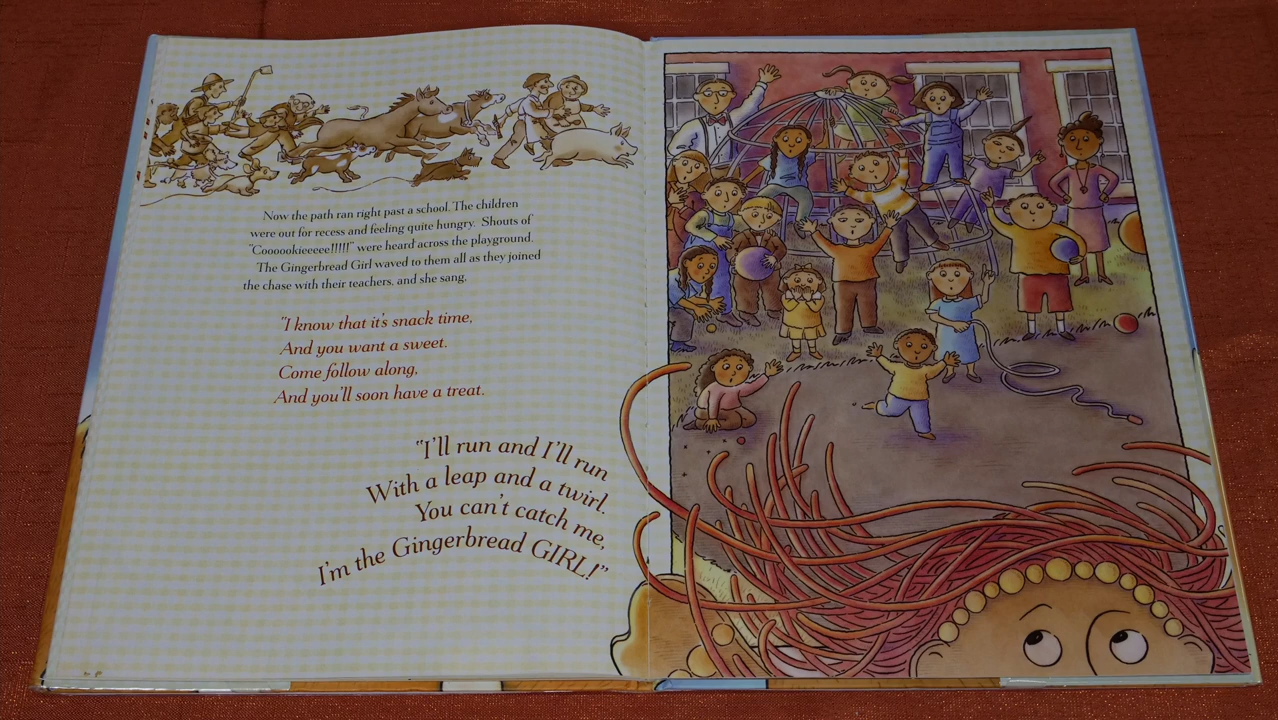 Now the path ran right past a school. The children
were out for recess and feeling quite hungry. Shouts of
"Coooookieeeee!!!!!" were heard across the playground.
The Gingerbread Girl waved to them all as they joined
the chase with their teachers, and she sang,
"I know that it's snack time,
And you want a sweet.
Come follow along,
And you'll soon have a treat.
"I'll run and I'll run
With a leap and a twirl.
You can't catch me,
I'm the Gingerbread GIRL!"